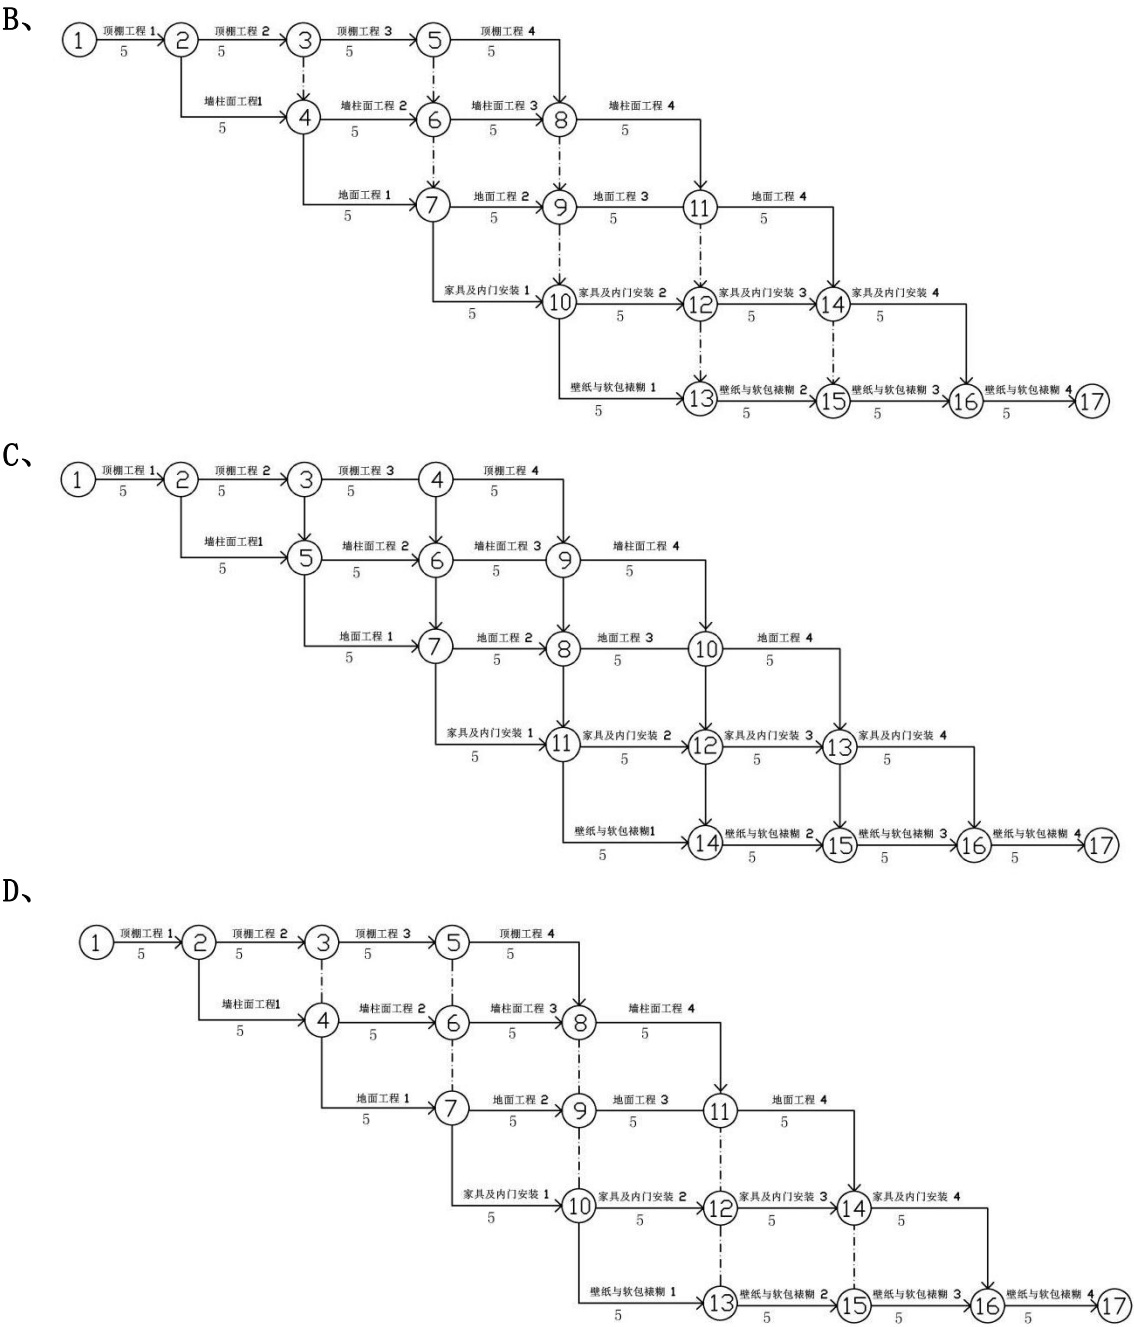 B、
顶棚工程 1 顶棚工程 2 顶棚工程 3 顶棚工程 4
1 2 3 5
5 5 5 5
墙柱面工程1 墙柱面工程 2 墙柱面工程 3 墙柱面工程 4
4 6 8
5 5 5 5
地面工程 1 地面工程 2 地面工程 3 地面工程 4
7 9 11
5 5 5 5
家具及内门安装 1 家具及内门安装 2 家具及内门安装 3 家具及内门安装 4
10 12 14
5 5 5 5
壁纸与软包裱糊 1 壁纸与软包裱糊 2 壁纸与软包裱糊 3 壁纸与软包裱糊 4
13 15 16 17
5 5 5 5
C、
顶棚工程 1 顶棚工程 2 顶棚工程 3 顶棚工程 4
1 2 3 4
5 5 5 5
墙柱面工程1 墙柱面工程 2 墙柱面工程 3 墙柱面工程 4
5 6 9
5 5 5 5
地面工程 1 地面工程 2 地面工程 3 地面工程 4
7 8 10
5 5 5 5
家具及内门安装 1 家具及内门安装 2 家具及内门安装 3 家具及内门安装 4
11 12 13
5 5 5 5
壁纸与软包裱糊1 壁纸与软包裱糊 2 壁纸与软包裱糊 3 壁纸与软包裱糊 4
14 15 16 17
5 5 5 5
D、
顶棚工程 1 顶棚工程 2 顶棚工程 3 顶棚工程 4
1 2 3 5
5 5 5 5
墙柱面工程1 墙柱面工程 2 墙柱面工程 3 墙柱面工程 4
4 6 8
5 5 5 5
地面工程 1 地面工程 2 地面工程 3 地面工程 4
7 9 11
5 5 5 5
家具及内门安装 1 家具及内门安装 2 家具及内门安装 3 家具及内门安装 4
10 12 14
5 5 5 5
壁纸与软包裱糊 1 壁纸与软包裱糊 2 壁纸与软包裱糊 3 壁纸与软包裱糊 4
13 15 16 17
5 5 5 5